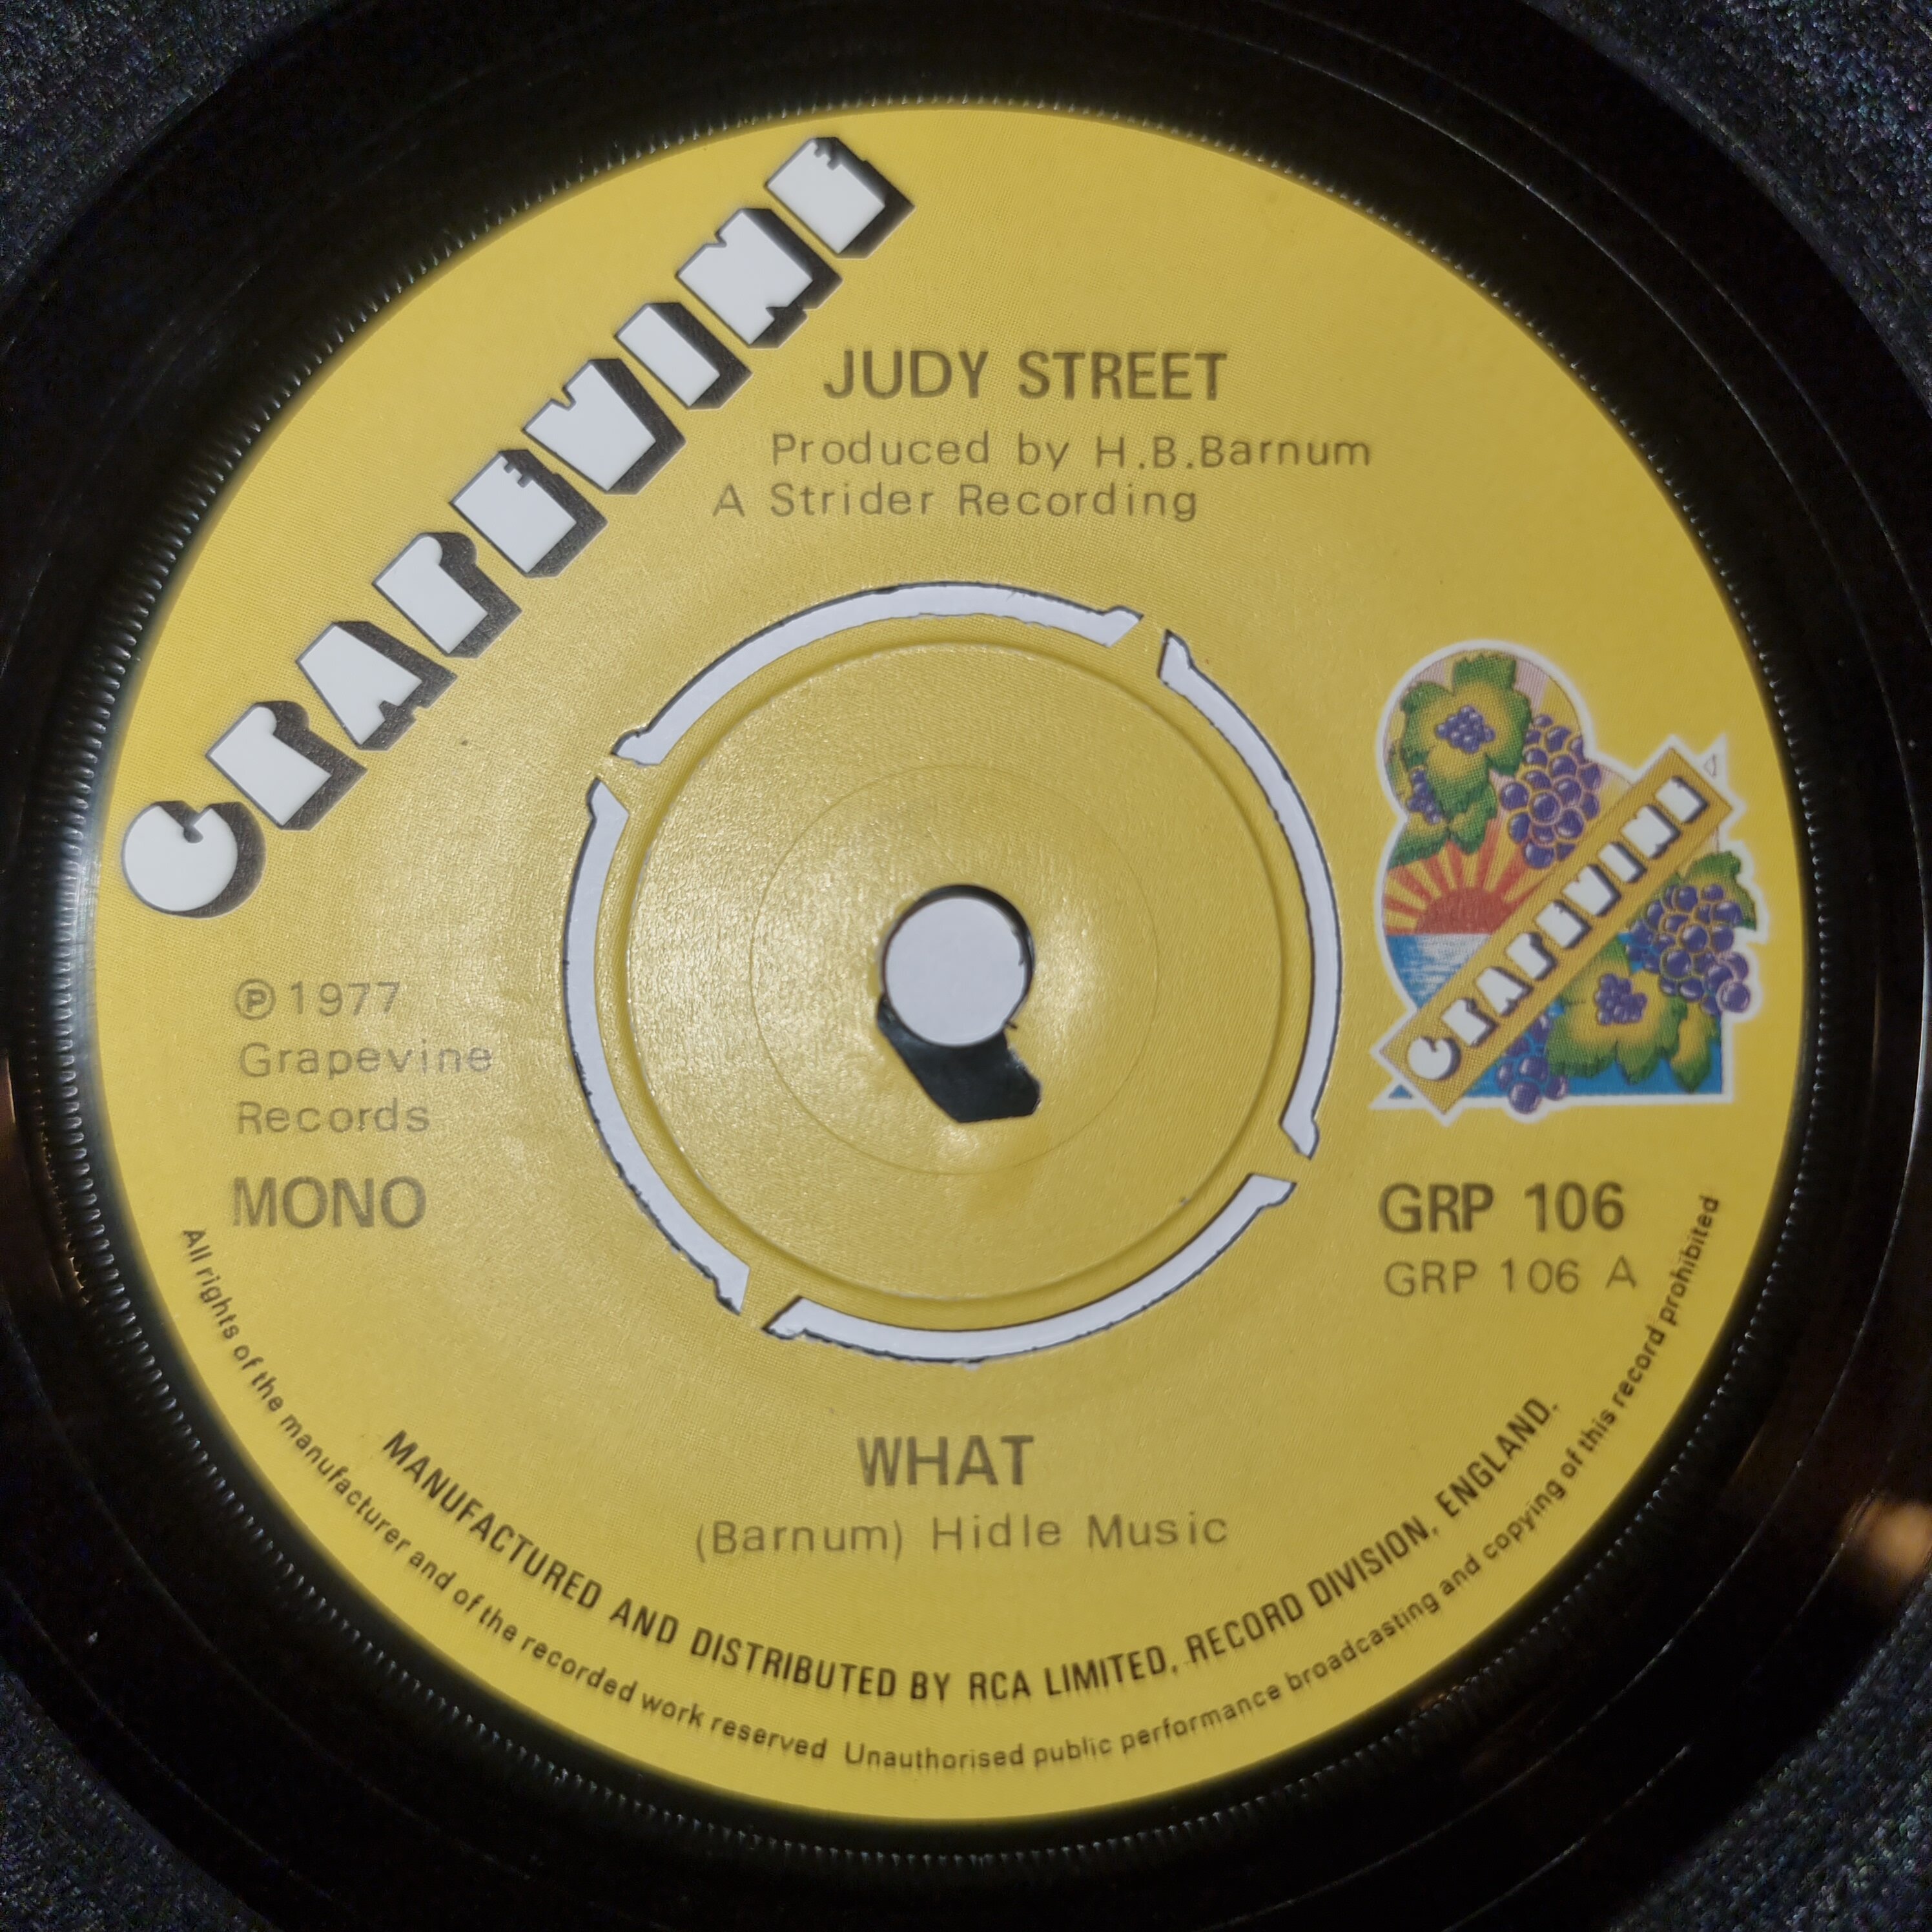 GRAPEVINE
JUDY STREET
Produced by H.B.Barnum
A Strider Recording
GRAPEVINE
℗ 1977
Grapevine
Records
MONO
GRP 106
GRP 106 A
WHAT
(Barnum) Hidle Music
MANUFACTURED AND DISTRIBUTED BY RCA LIMITED, RECORD DIVISION, ENGLAND.
All rights of the manufacturer and of the recorded work reserved Unauthorised public performance broadcasting and copying of this record prohibited